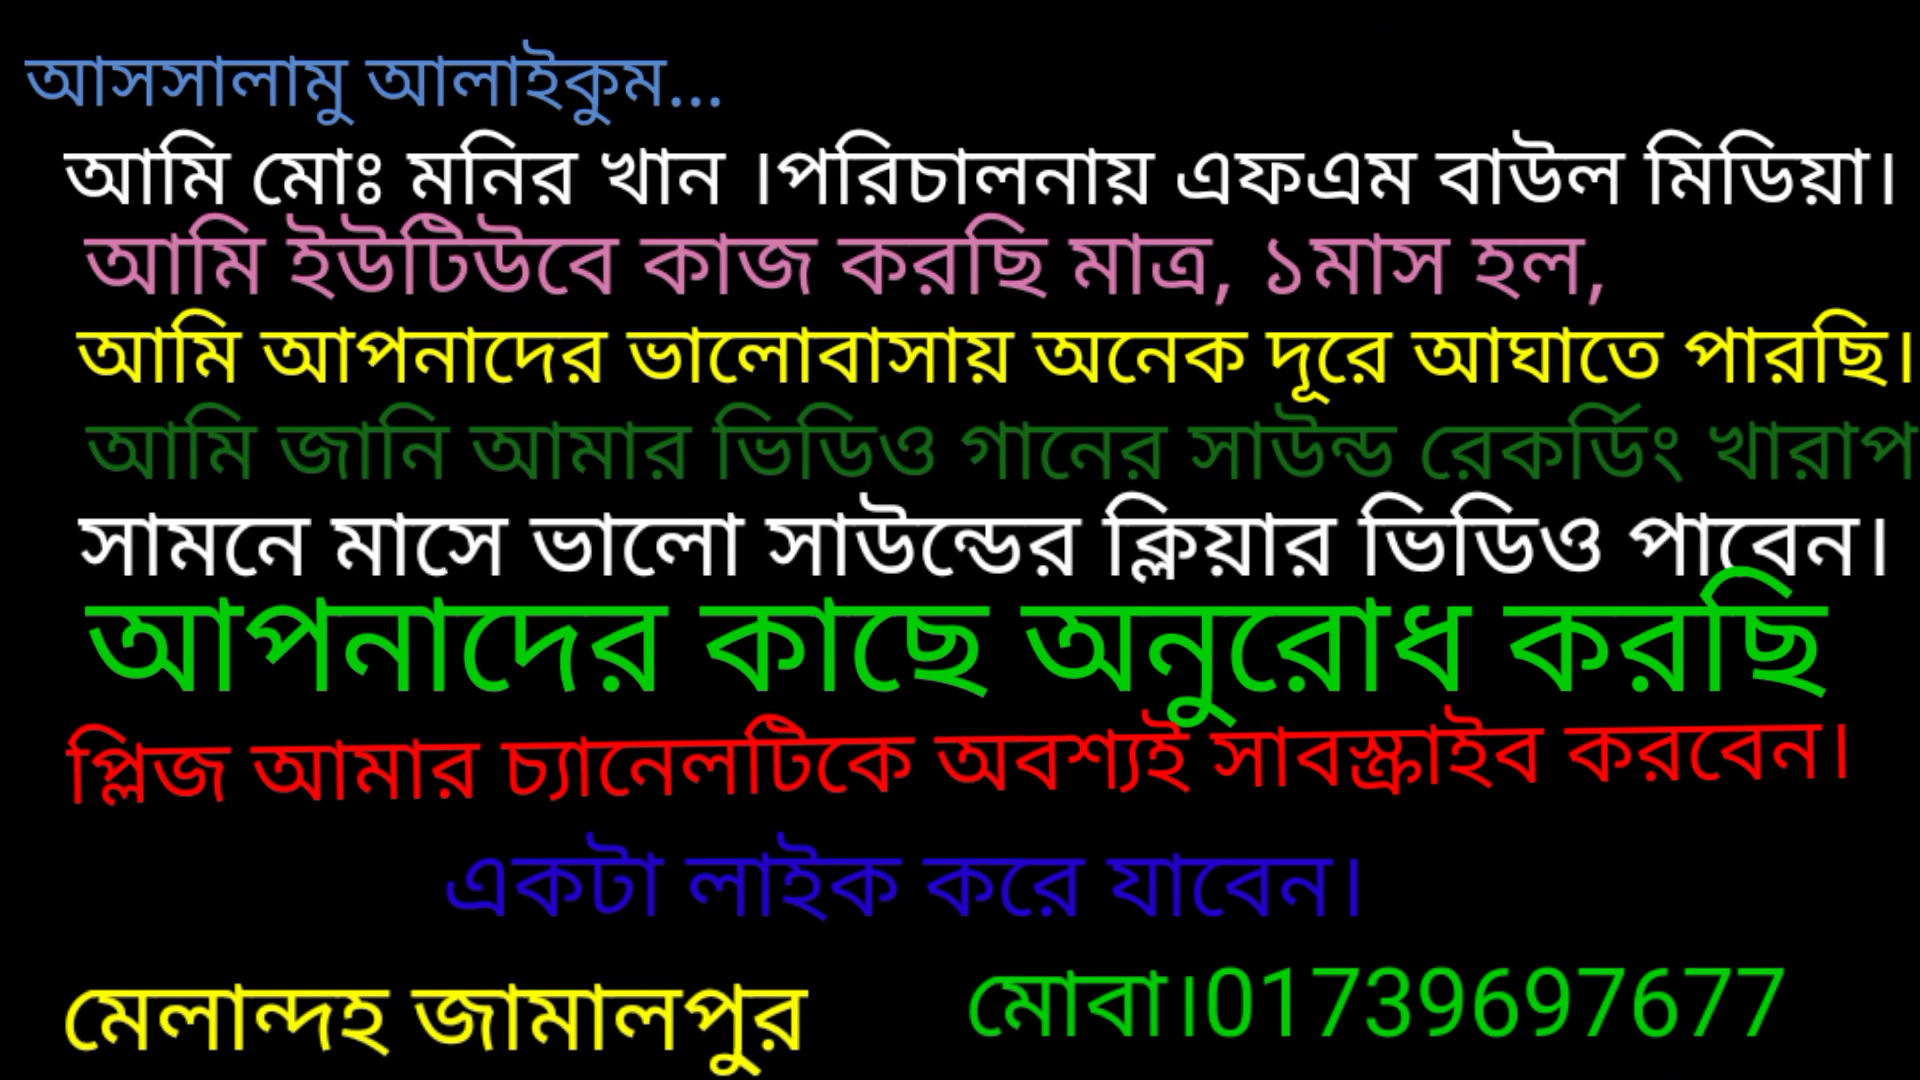 আসসালামু আলাইকুম...
আমি মোঃ মনির খান ।পরিচালনায় এফএম বাউল মিডিয়া।
আমি ইউটিউবে কাজ করছি মাত্র, ১মাস হল,
আমি আপনাদের ভালোবাসায় অনেক দূরে আঘাতে পারছি।
আমি জানি আমার ভিডিও গানের সাউন্ড রেকর্ডিং খারাপ
সামনে মাসে ভালো সাউন্ডের ক্লিয়ার ভিডিও পাবেন।
আপনাদের কাছে অনুরোধ করছি
প্লিজ আমার চ্যানেলটিকে অবশ্যই সাবস্ক্রাইব করবেন।
একটা লাইক করে যাবেন।
মেলান্দহ জামালপুর মোবা।01739697677